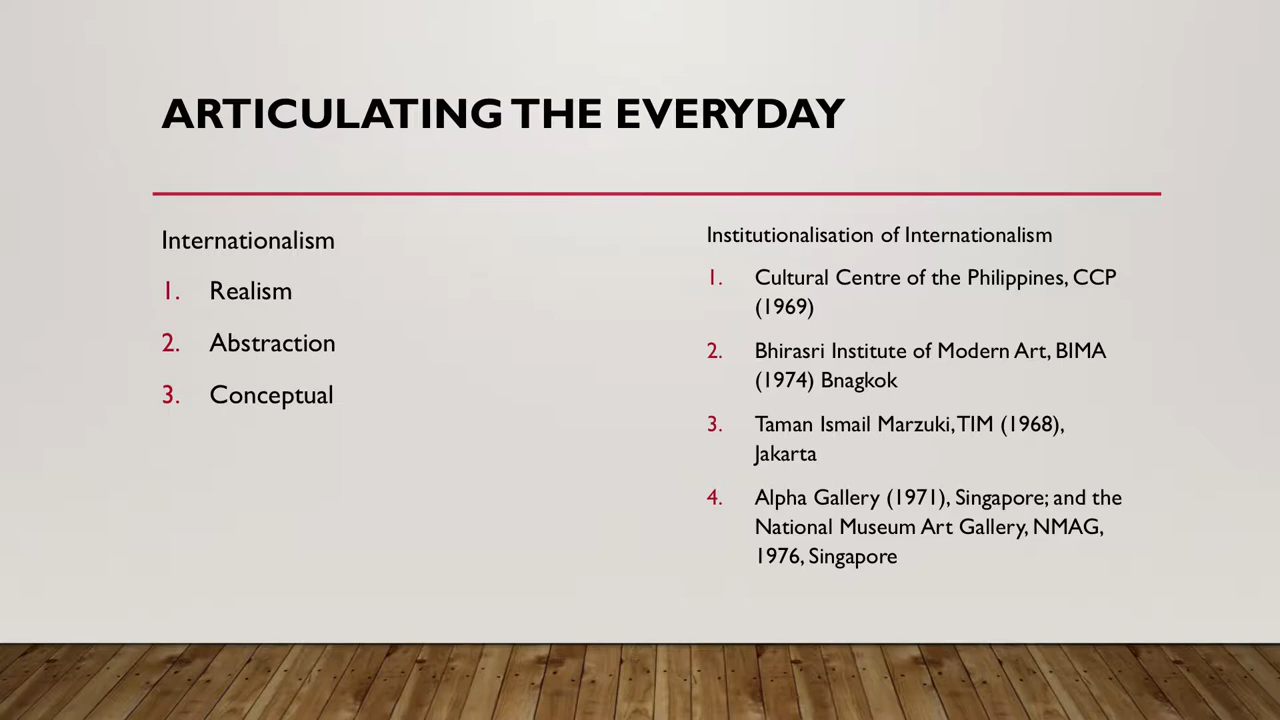 ARTICULATING THE EVERYDAY
Internationalism
1. Realism
2. Abstraction
3. Conceptual
Institutionalisation of Internationalism
1. Cultural Centre of the Philippines, CCP
(1969)
2. Bhirasri Institute of Modern Art, BIMA
(1974) Bnagkok
3. Taman Ismail Marzuki, TIM (1968),
Jakarta
4. Alpha Gallery (1971), Singapore; and the
National Museum Art Gallery, NMAG,
1976, Singapore